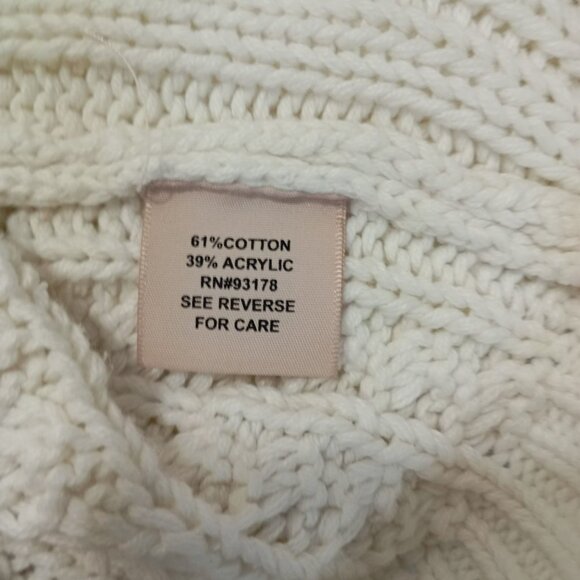 61%COTTON
39% ACRYLIC
RN#93178
SEE REVERSE
FOR CARE